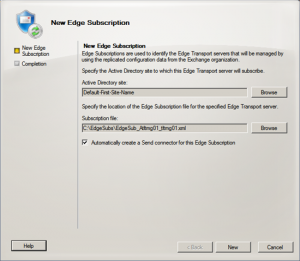 New Edge Subscription
New Edge
Subscription
Completion
New Edge Subscription
Edge Subscriptions are used to identify the Edge Transport servers that will be managed by
using the replicated configuration data from the Exchange organization.
Specify the Active Directory site to which this Edge Transport server will subscribe.
Active Directory site:
Default-First-Site-Name
Browse
Specify the location of the Edge Subscription file for the specified Edge Transport server.
Subscription file:
Browse
Automatically create a Send connector for this Edge Subscription
Help
< Back
New
Cancel